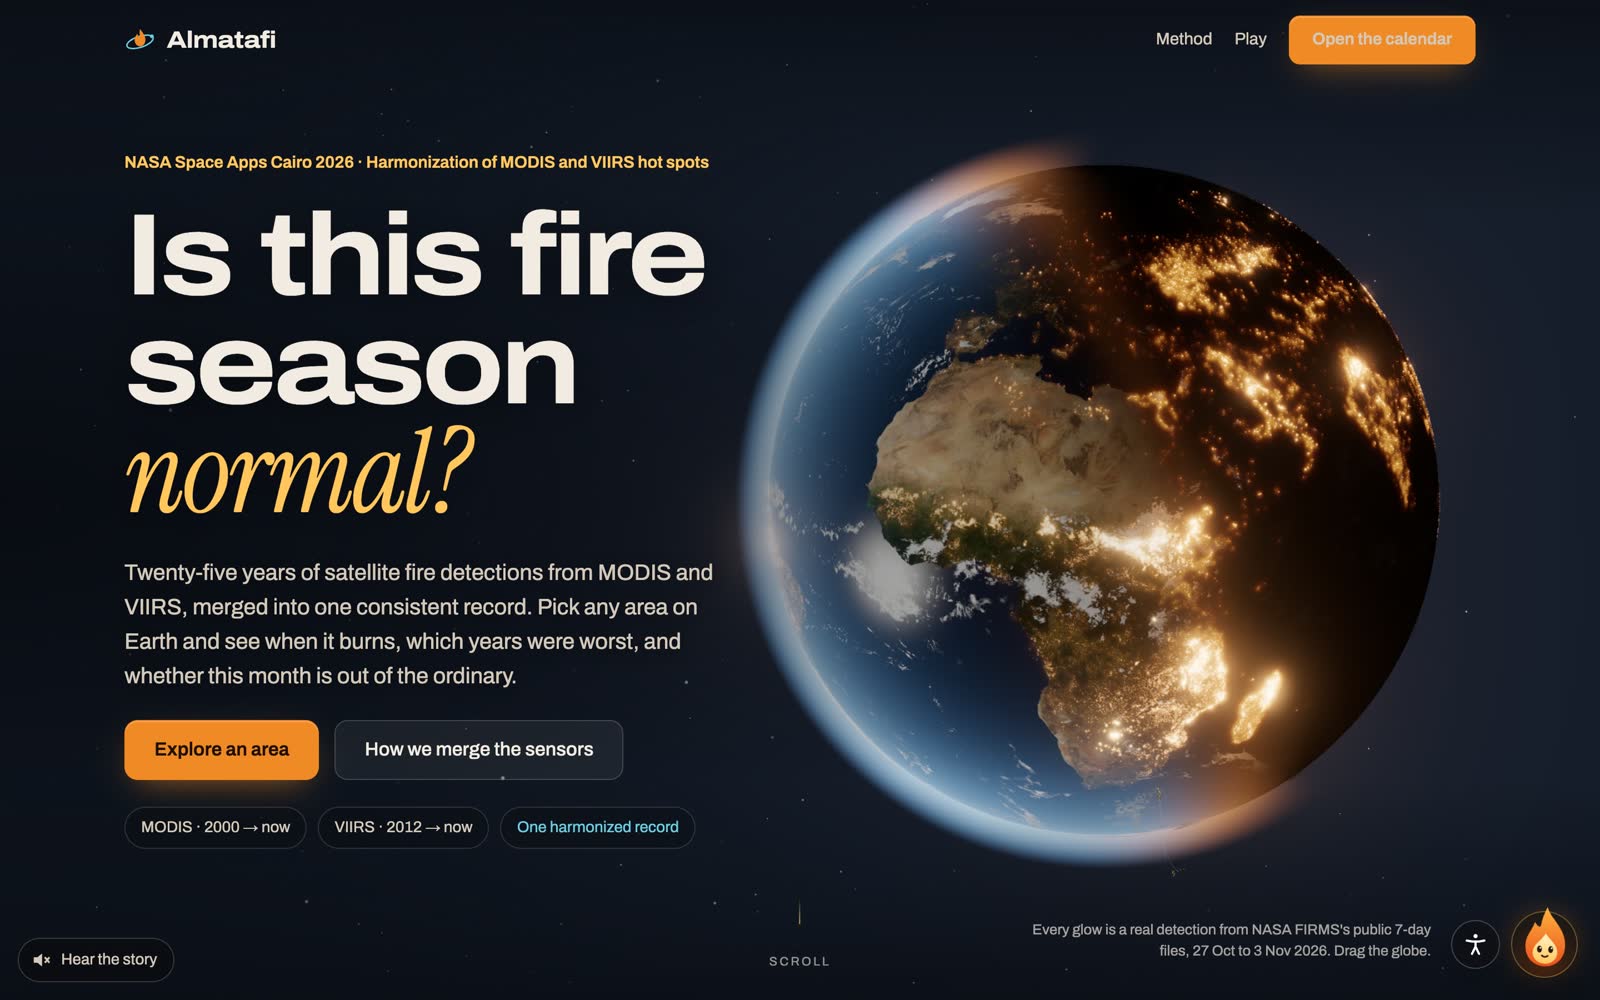 Almatafi
Method
Play
Open the calendar
NASA Space Apps Cairo 2026 · Harmonization of MODIS and VIIRS hot spots
Is this fire
season
normal?
Twenty-five years of satellite fire detections from MODIS and
VIIRS, merged into one consistent record. Pick any area on
Earth and see when it burns, which years were worst, and
whether this month is out of the ordinary.
Explore an area
How we merge the sensors
MODIS · 2000 → now
VIIRS · 2012 → now
One harmonized record
Every glow is a real detection from NASA FIRMS's public 7-day
files, 27 Oct to 3 Nov 2026. Drag the globe.
Hear the story
SCROLL